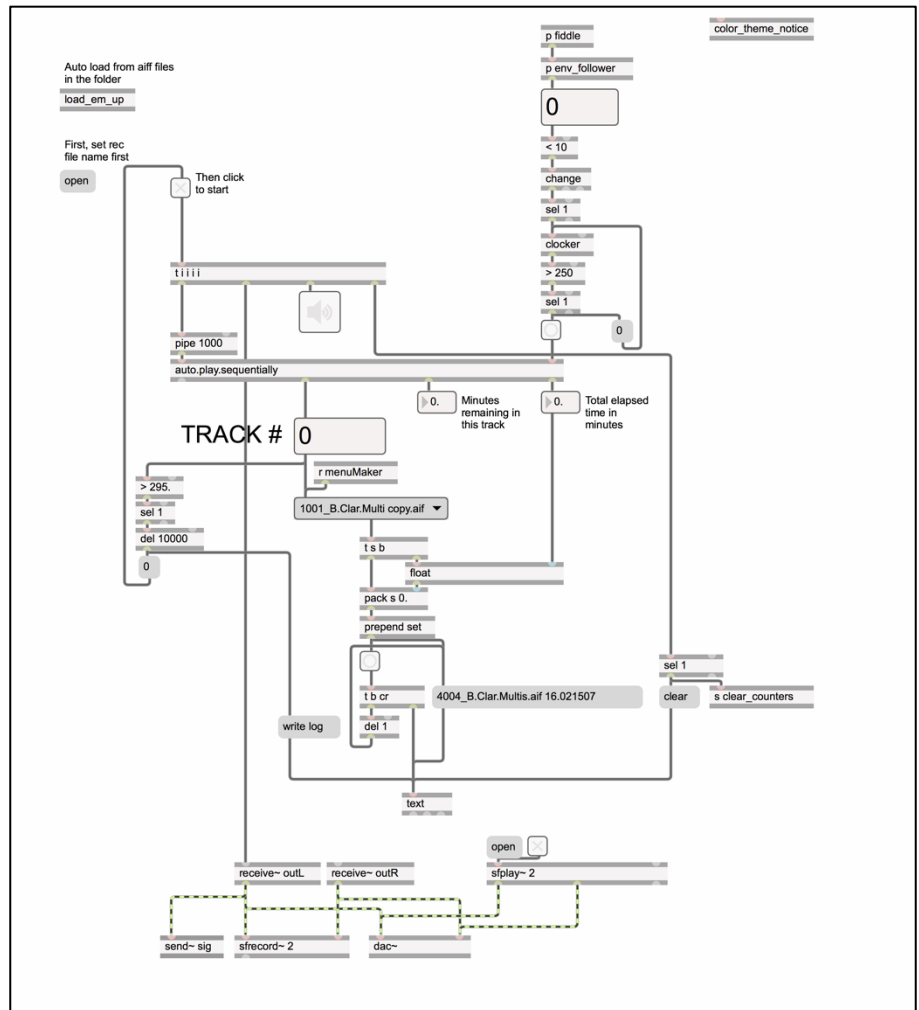 p fiddle
color_theme_notice
Auto load from aiff files
in the folder
p env_follower
load_em_up
0
First, set rec
file name first
< 10
open
Then click
to start
change
sel 1
clocker
t i i i i
> 250
sel 1
0
pipe 1000
auto.play.sequentially
0.
Minutes
remaining in
this track
0.
Total elapsed
time in
minutes
TRACK #
0
r menuMaker
> 295.
1001_B.Clar.Multi copy.aif
sel 1
del 10000
t s b
0
float
pack s 0.
prepend set
sel 1
t b cr
4004_B.Clar.Multis.aif 16.021507
clear
s clear_counters
write log
del 1
text
open
receive~ outL
receive~ outR
sfplay~ 2
send~ sig
sfrecord~ 2
dac~